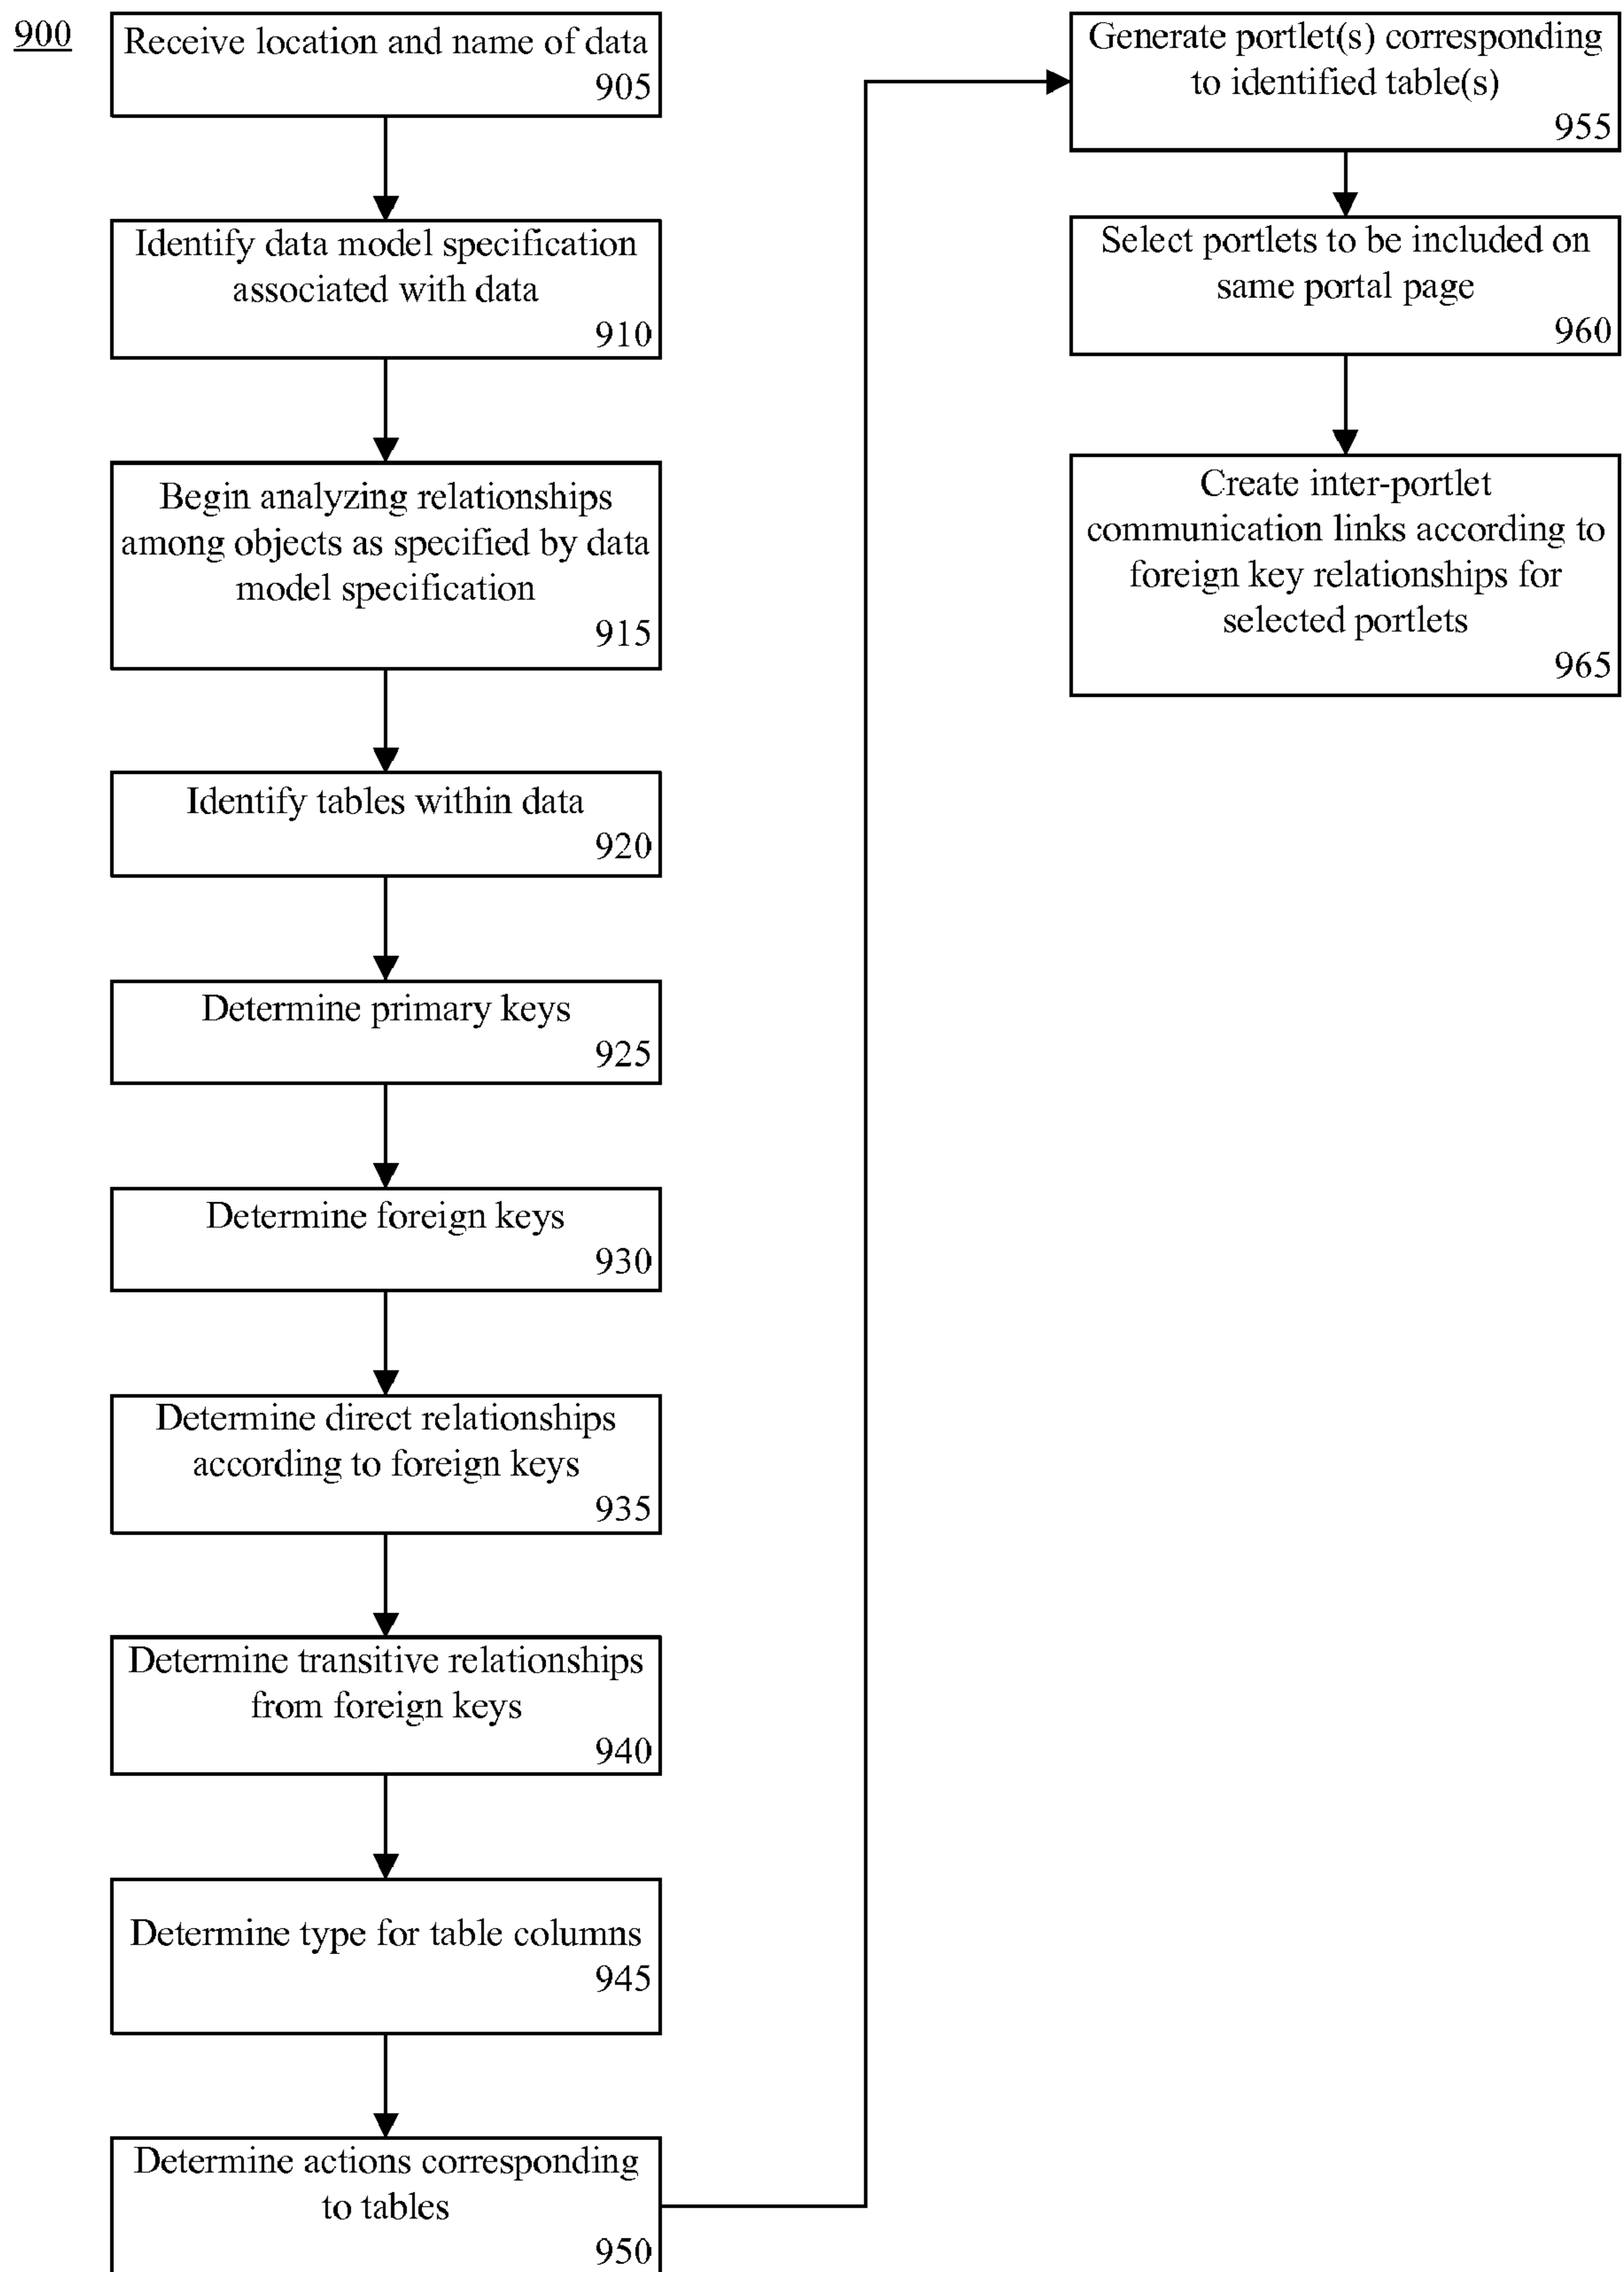 900
Receive location and name of data
905
Identify data model specification
associated with data
910
Begin analyzing relationships
among objects as specified by data
model specification
915
Identify tables within data
920
Determine primary keys
925
Determine foreign keys
930
Determine direct relationships
according to foreign keys
935
Determine transitive relationships
from foreign keys
940
Determine type for table columns
945
Determine actions corresponding
to tables
950
Generate portlet(s) corresponding
to identified table(s)
955
Select portlets to be included on
same portal page
960
Create inter-portlet
communication links according to
foreign key relationships for
selected portlets
965